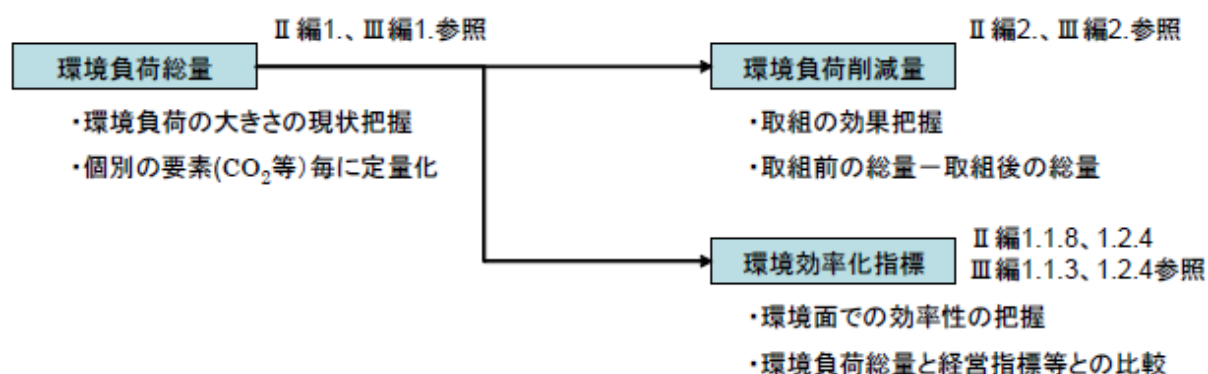 Ⅱ編1.、Ⅲ編1.参照
環境負荷総量
・環境負荷の大きさの現状把握
・個別の要素(CO₂等)毎に定量化
Ⅱ編2.、Ⅲ編2.参照
環境負荷削減量
・取組の効果把握
・取組前の総量－取組後の総量
Ⅱ編1.1.8、1.2.4
Ⅲ編1.1.3、1.2.4参照
環境効率化指標
・環境面での効率性の把握
・環境負荷総量と経営指標等との比較